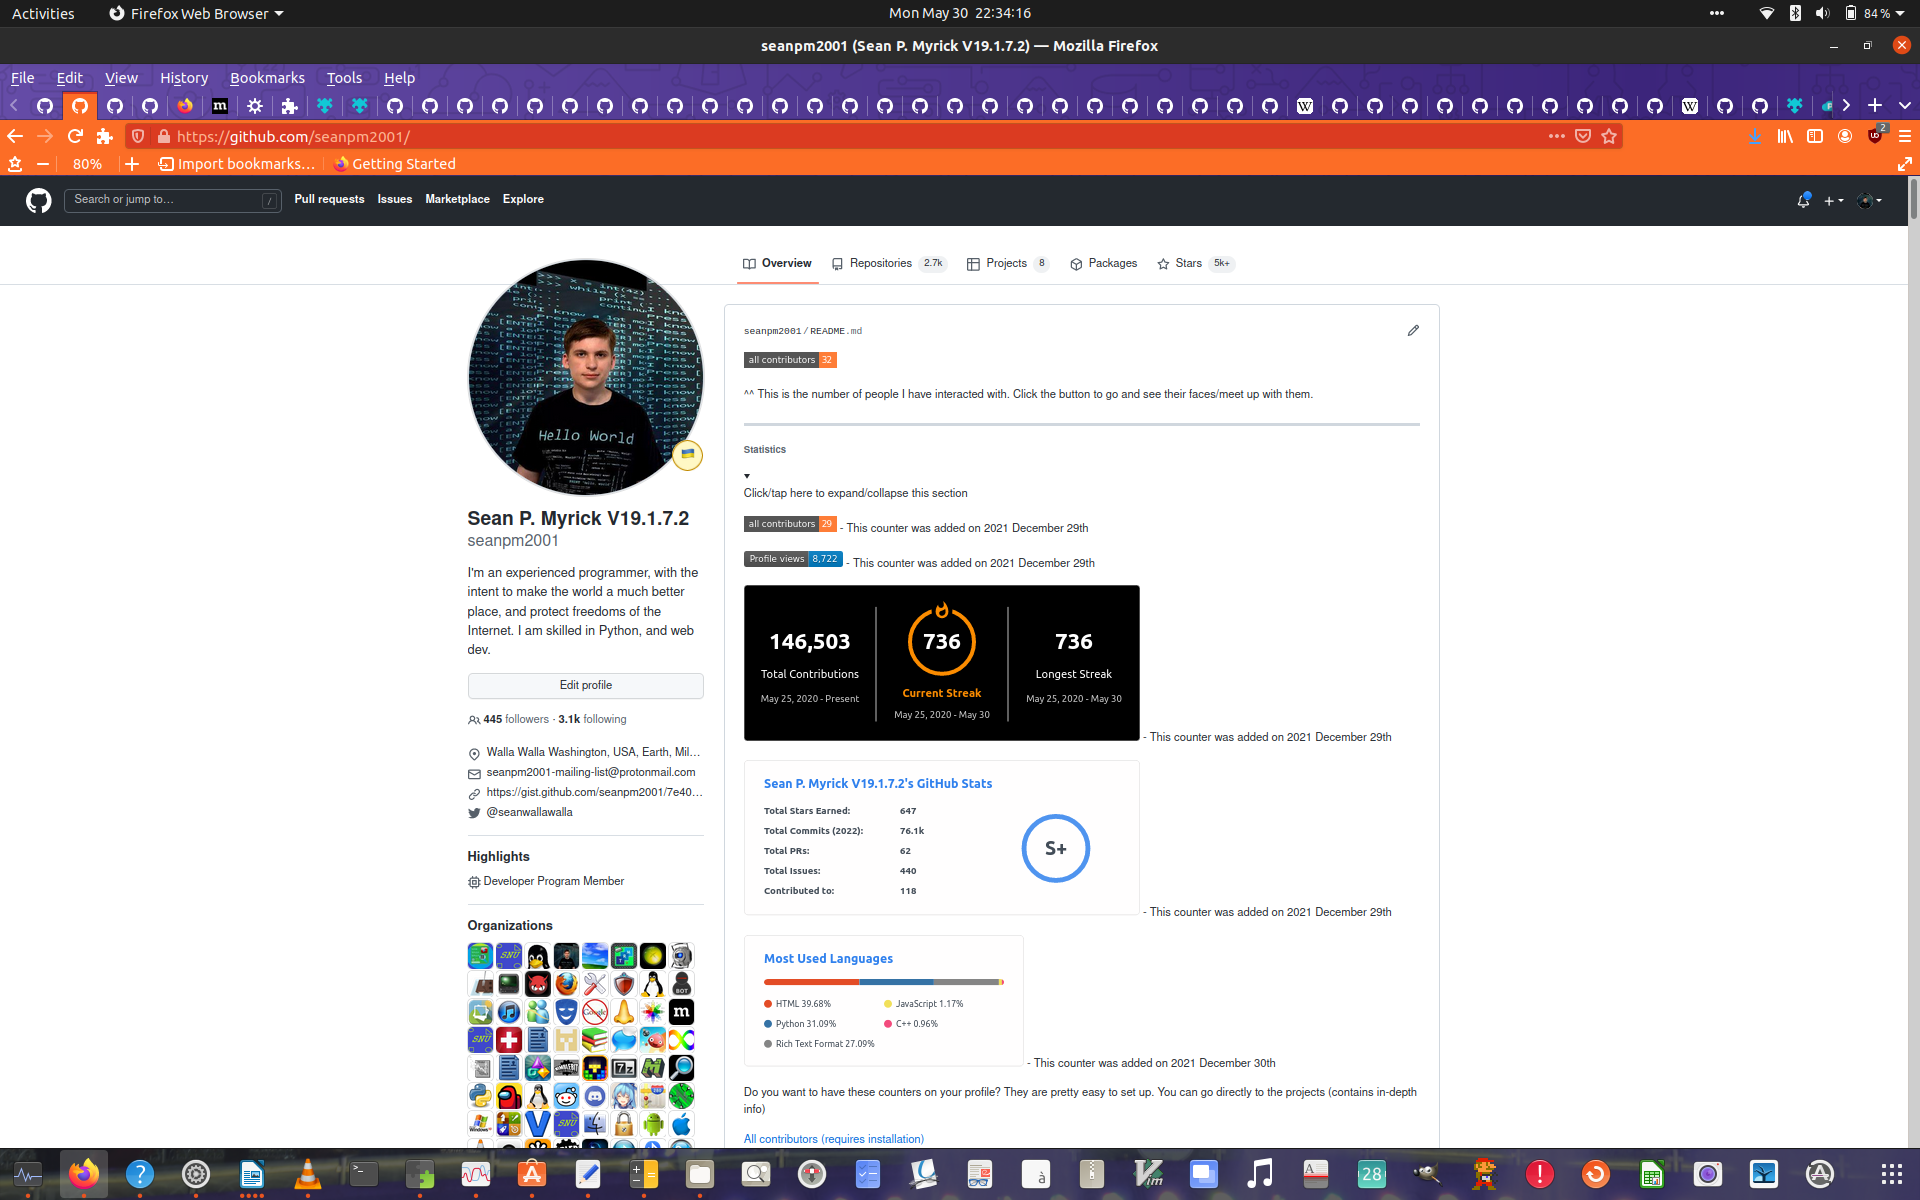 Activities
Firefox Web Browser
Mon May 30 22:34:16
84 %
seanpm2001 (Sean P. Myrick V19.1.7.2) — Mozilla Firefox
File Edit View History Bookmarks Tools Help
https://github.com/seanpm2001/
2
80%
Import bookmarks…
Getting Started
Search or jump to…
/
Pull requests Issues Marketplace Explore
Overview
Repositories 2.7k
Projects 8
Packages
Stars 5k+
Hello World
Sean P. Myrick V19.1.7.2
seanpm2001
I'm an experienced programmer, with the
intent to make the world a much better
place, and protect freedoms of the
Internet. I am skilled in Python, and web
dev.
Edit profile
445 followers · 3.1k following
Walla Walla Washington, USA, Earth, Mil…
seanpm2001-mailing-list@protonmail.com
https://gist.github.com/seanpm2001/7e40…
@seanwallawalla
Highlights
Developer Program Member
Organizations
seanpm2001/README.md
all contributors 32
^^ This is the number of people I have interacted with. Click the button to go and see their faces/meet up with them.
Statistics
Click/tap here to expand/collapse this section
all contributors 29 - This counter was added on 2021 December 29th
Profile views 8,722 - This counter was added on 2021 December 29th
146,503
Total Contributions
May 25, 2020 - Present
736
Current Streak
May 25, 2020 - May 30
736
Longest Streak
May 25, 2020 - May 30
- This counter was added on 2021 December 29th
Sean P. Myrick V19.1.7.2's GitHub Stats
Total Stars Earned: 647
Total Commits (2022): 76.1k
Total PRs: 62
Total Issues: 440
Contributed to: 118
S+
- This counter was added on 2021 December 29th
Most Used Languages
HTML 39.68%
JavaScript 1.17%
Python 31.09%
C++ 0.96%
Rich Text Format 27.09%
- This counter was added on 2021 December 30th
Do you want to have these counters on your profile? They are pretty easy to set up. You can go directly to the projects (contains in-depth
info)
All contributors (requires installation)
28